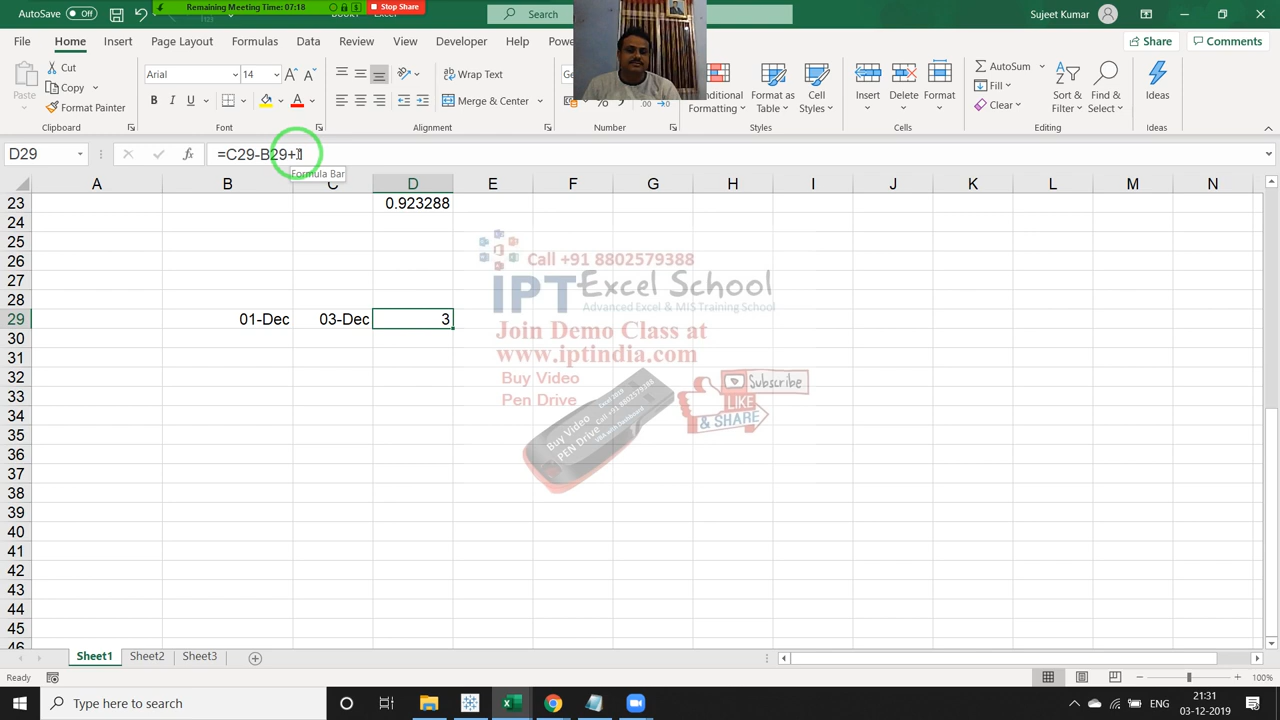 AutoSave Off
Remaining Meeting Time: 07:18
Stop Share
Search
Sujeet Kumar
File Home Insert Page Layout Formulas Data Review View Developer Help
Share Comments
Paste
Cut
Copy
Format Painter
Arial 14
B I U
Wrap Text
Merge & Center
Conditional Formatting
Format as Table
Cell Styles
Insert Delete Format
AutoSum
Fill
Clear
Sort & Filter
Find & Select
Ideas
Clipboard Font Alignment Number Styles Cells Editing Ideas
D29
Formula Bar
A B C D E F G H I J K L M N
23 0.923288
24
25
26
27
28
29 01-Dec 03-Dec 3
30
31
32
33
34
35
36
37
38
39
40
41
42
43
44
45
46
Call +91 8802579388
IPT Excel School
Advanced Excel & MIS Training School
Join Demo Class at
www.iptindia.com
Buy Video
Pen Drive
Subscribe
LIKE
& SHARE
Buy Video
PEN Drive
Sheet1 Sheet2 Sheet3
Ready
100%
Type here to search
ENG
21:31
03-12-2019